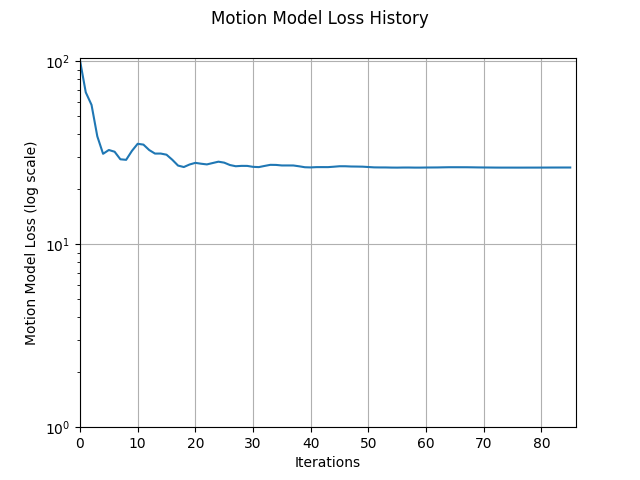 Motion Model Loss History
10²
10¹
10⁰
Motion Model Loss (log scale)
0 10 20 30 40 50 60 70 80
Iterations